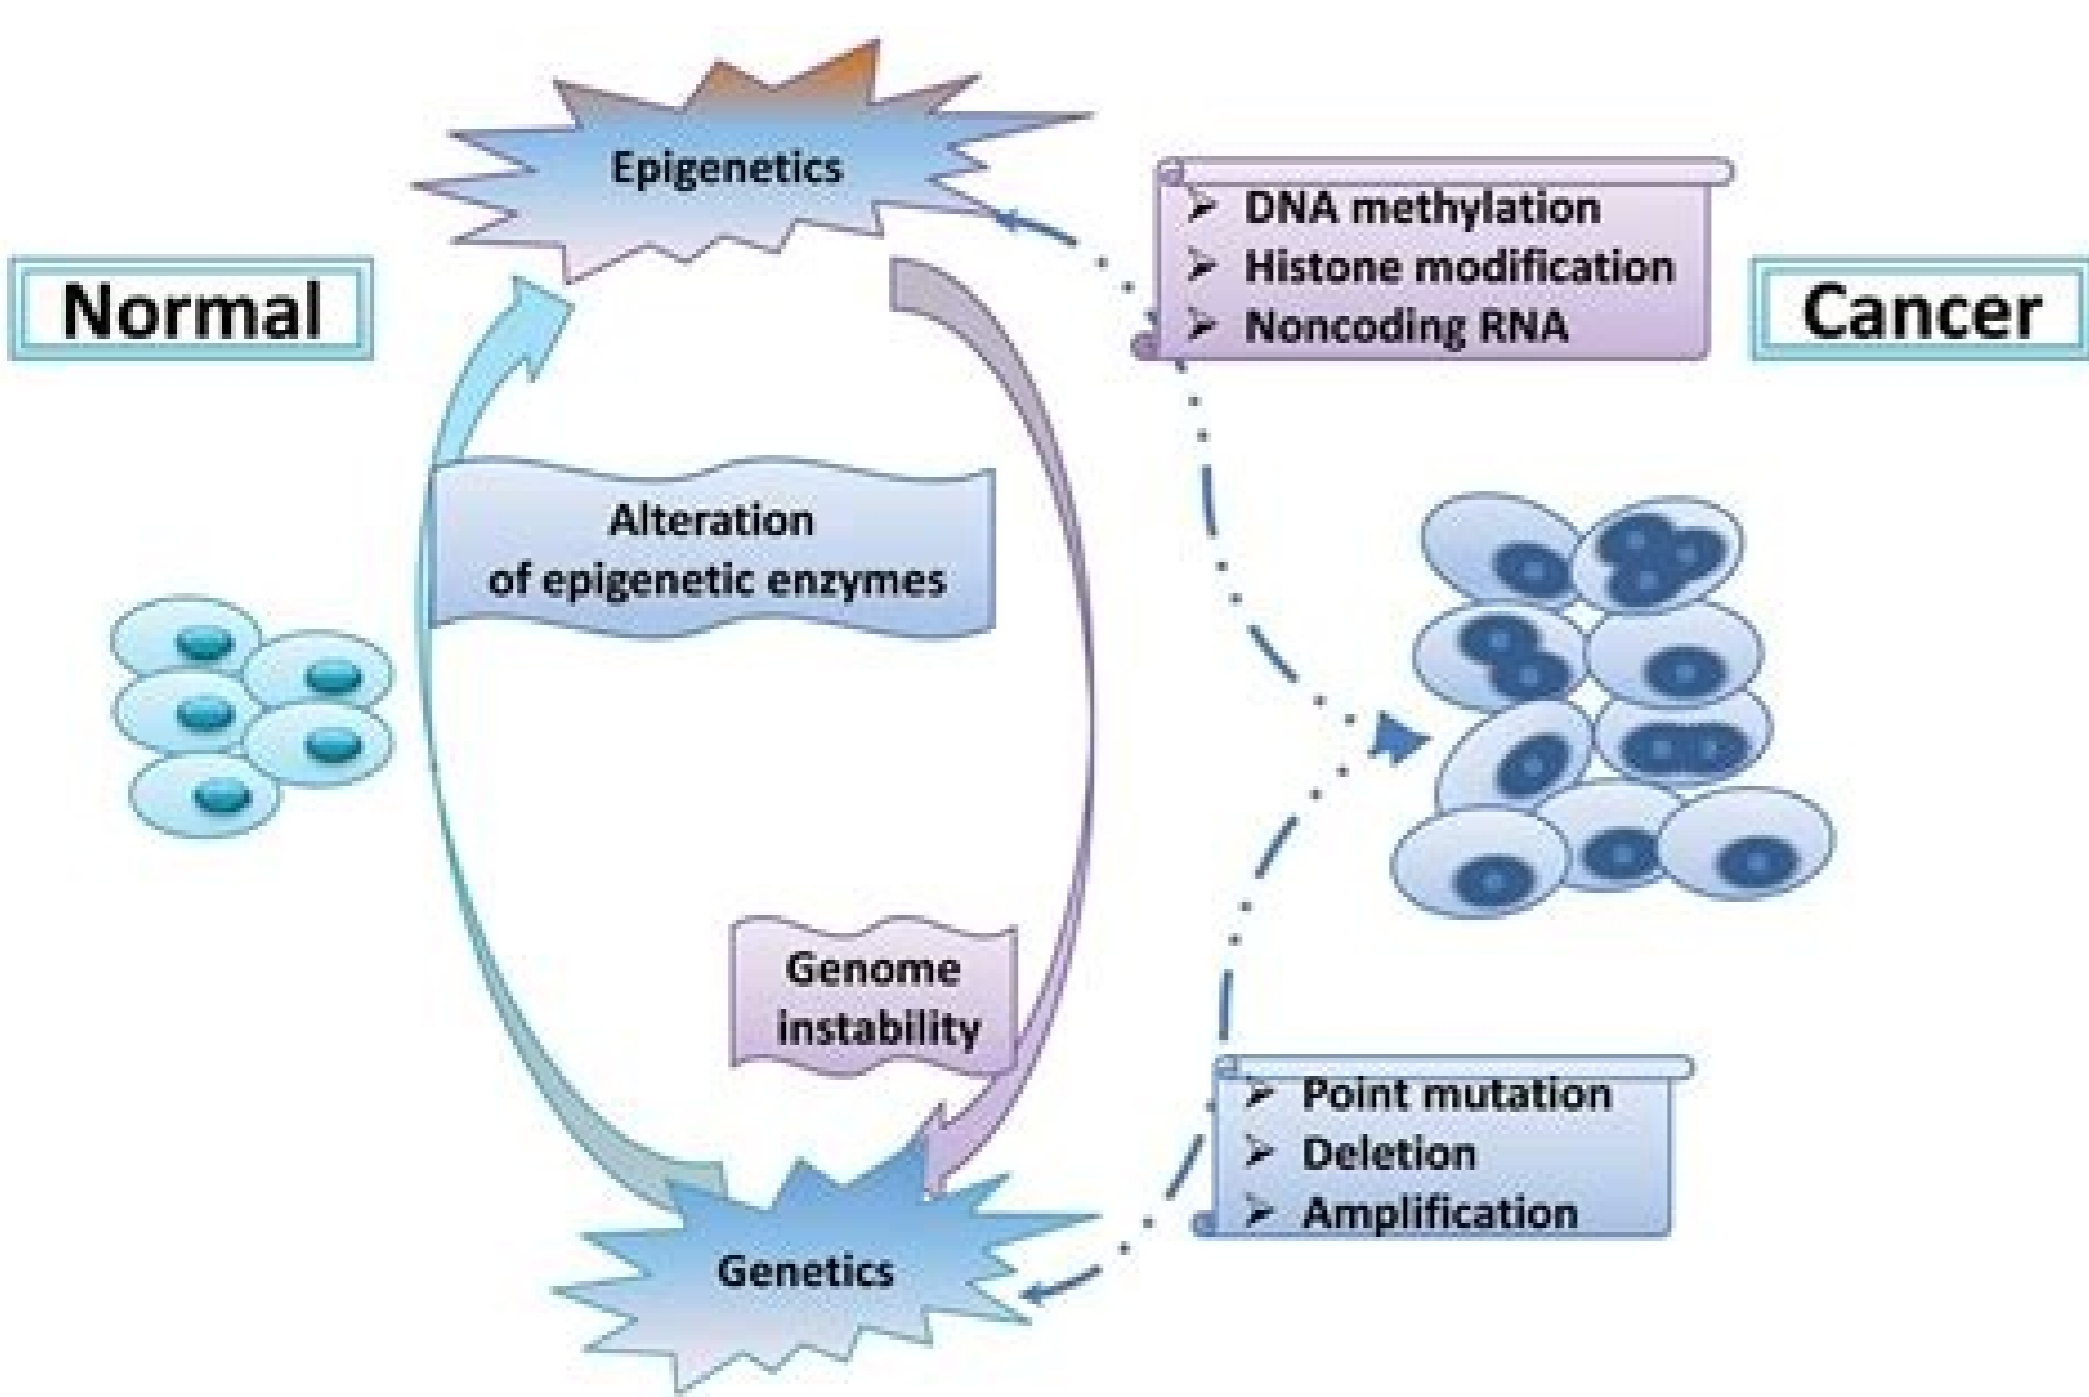 Epigenetics
DNA methylation
Histone modification
Noncoding RNA
Normal
Cancer
Alteration
of epigenetic enzymes
Genome
instability
Point mutation
Deletion
Amplification
Genetics